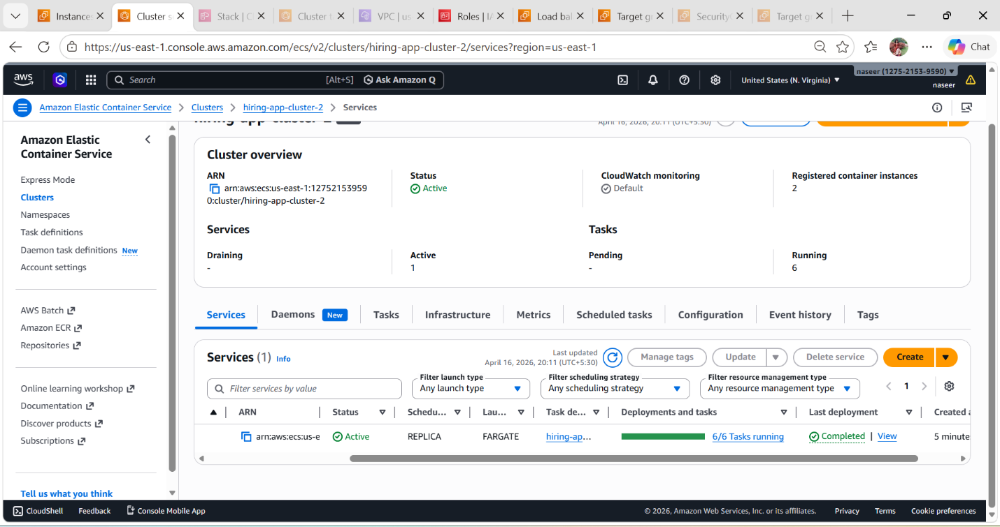 Instance
Cluster s
Stack | C
Cluster t
VPC | us
Roles | IA
Load bal
Target gr
Security
Target gr
https://us-east-1.console.aws.amazon.com/ecs/v2/clusters/hiring-app-cluster-2/services?region=us-east-1
Chat
aws
Search
[Alt+S]
Ask Amazon Q
United States (N. Virginia)
naseer (1275-2153-9590)
naseer
Amazon Elastic Container Service
Clusters
hiring-app-cluster-2
Services
hiring-app-cluster-2
April 16, 2026, 20:11 (UTC+5:30)
Amazon Elastic
Container Service
Express Mode
Clusters
Namespaces
Task definitions
Daemon task definitions New
Account settings
AWS Batch
Amazon ECR
Repositories
Online learning workshop
Documentation
Discover products
Subscriptions
Tell us what you think
Cluster overview
ARN
arn:aws:ecs:us-east-1:12752153959
0:cluster/hiring-app-cluster-2
Status
Active
CloudWatch monitoring
Default
Registered container instances
2
Services
Tasks
Draining
-
Active
1
Pending
-
Running
6
Services
Daemons New
Tasks
Infrastructure
Metrics
Scheduled tasks
Configuration
Event history
Tags
Services (1) Info
Last updated
April 16, 2026, 20:11 (UTC+5:30)
Manage tags
Update
Delete service
Create
Filter services by value
Filter launch type
Any launch type
Filter scheduling strategy
Any scheduling strategy
Filter resource management type
Any resource management type
1
ARN
Status
Schedu...
Lau...
Task de...
Deployments and tasks
Last deployment
Created a
arn:aws:ecs:us-e
Active
REPLICA
FARGATE
hiring-ap...
6/6 Tasks running
Completed | View
5 minute
CloudShell
Feedback
Console Mobile App
© 2026, Amazon Web Services, Inc. or its affiliates.
Privacy
Terms
Cookie preferences